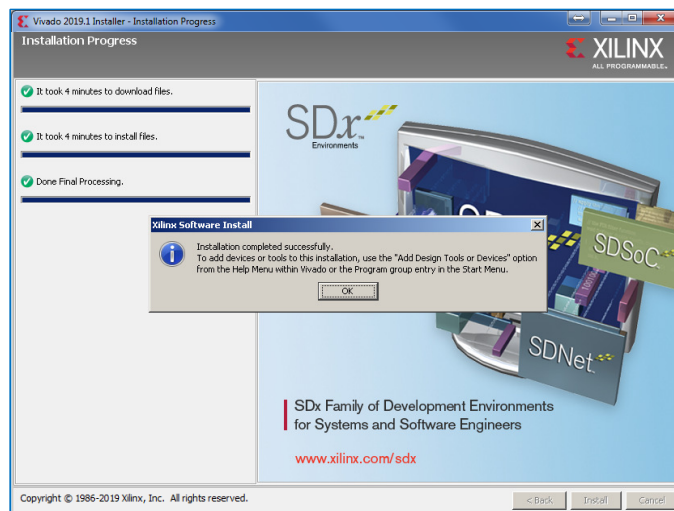 Vivado 2019.1 Installer - Installation Progress
Installation Progress
XILINX
ALL PROGRAMMABLE.
It took 4 minutes to download files.
It took 4 minutes to install files.
Done Final Processing.
SDx™
Environments
Xilinx Software Install
Installation completed successfully.
To add devices or tools to this installation, use the "Add Design Tools or Devices" option
from the Help Menu within Vivado or the Program group entry in the Start Menu.
OK
SDSoC
SDNet
SDx Family of Development Environments
for Systems and Software Engineers
www.xilinx.com/sdx
Copyright © 1986-2019 Xilinx, Inc. All rights reserved.
< Back
Install
Cancel